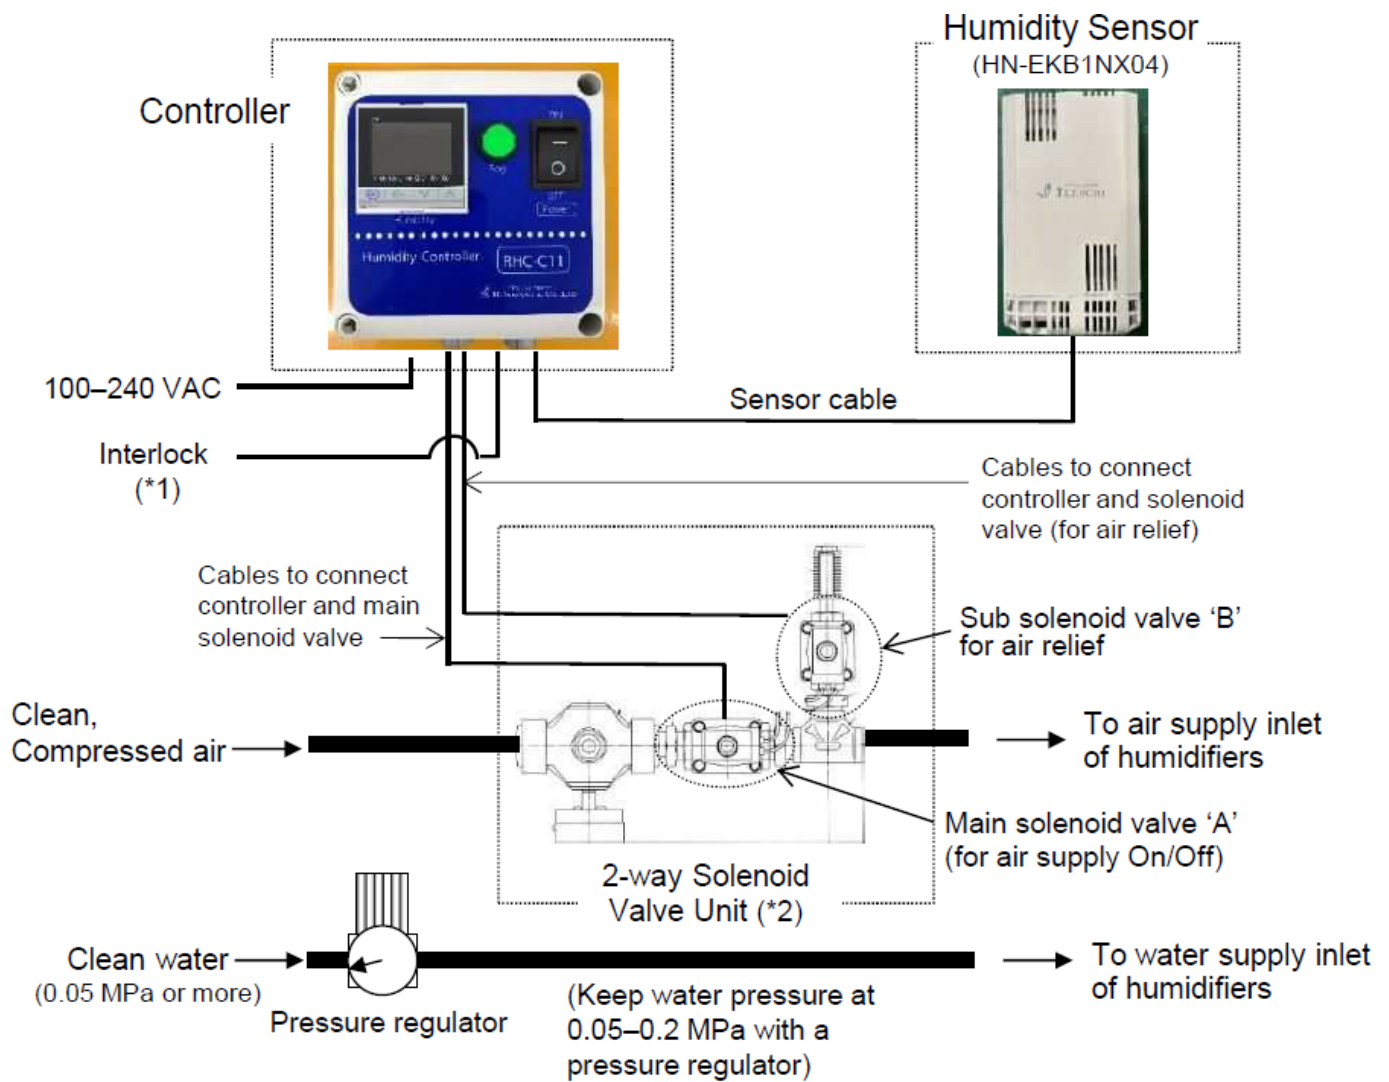 Humidity Sensor
(HN-EKB1NX04)
Controller
Fog
OFF
Power
Humidity Controller
RHC-C11
100–240 VAC
Sensor cable
Interlock
(*1)
Cables to connect
controller and solenoid
valve (for air relief)
Cables to connect
controller and main
solenoid valve
Sub solenoid valve ‘B’
for air relief
Clean,
Compressed air
To air supply inlet
of humidifiers
Main solenoid valve ‘A’
(for air supply On/Off)
2-way Solenoid
Valve Unit (*2)
Clean water
(0.05 MPa or more)
To water supply inlet
of humidifiers
Pressure regulator
(Keep water pressure at
0.05–0.2 MPa with a
pressure regulator)